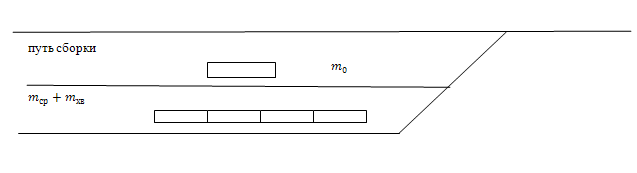 путь сборки
m₀
mср + mхв